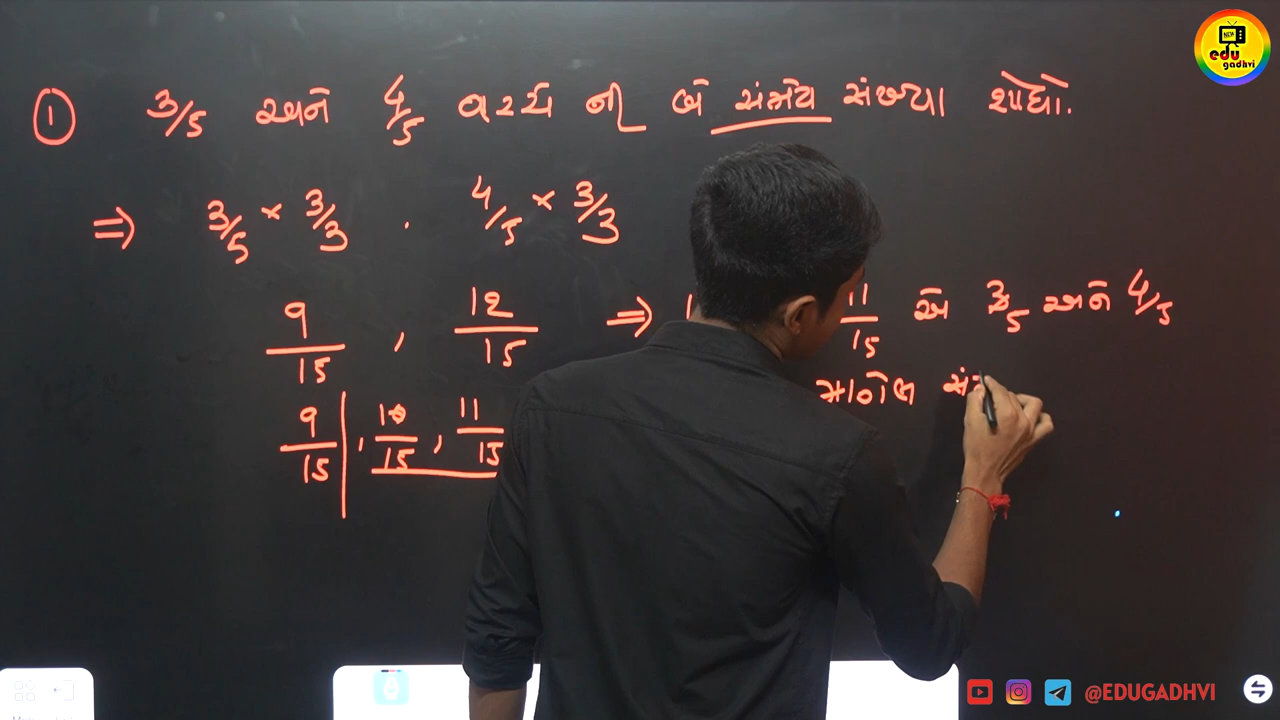 ① 3/5 અને 4/5 વચ્ચે ની બે સંમેય સંખ્યા શોધો.
⇒ 3/5 × 3/3 . 4/5 × 3/3
9/15 , 12/15 ⇒ 11/15 એ 3/5 અને 4/5
9/15 , 10/15 , 11/15
NEW
edu
gadhvi
@EDUGADHVI